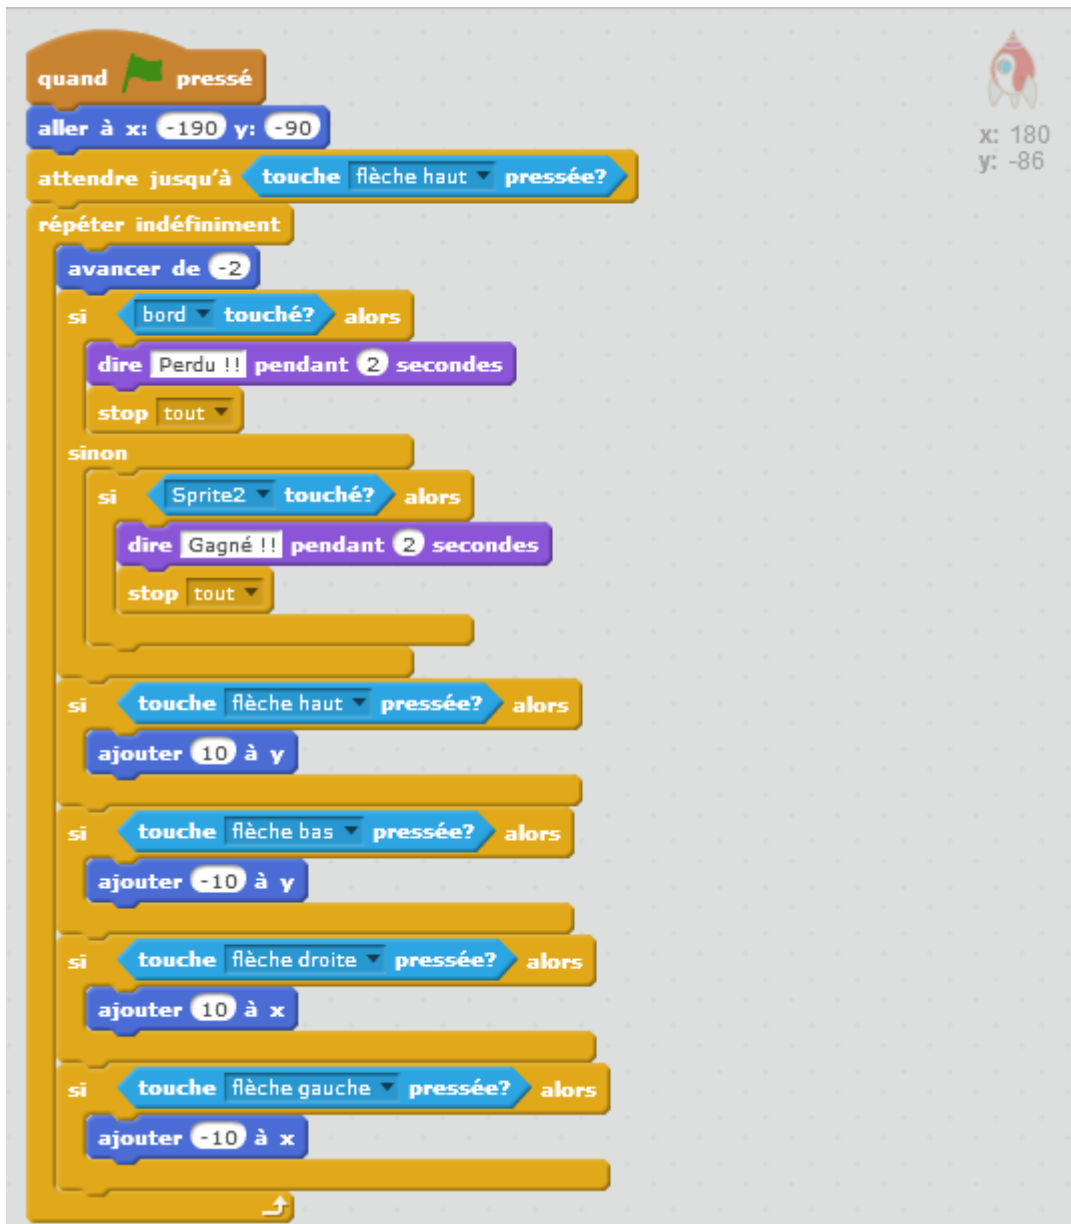 quand pressé
aller à x: -190 y: -90
x: 180
y: -86
attendre jusqu'à touche flèche haut pressée?
répéter indéfiniment
avancer de -2
si bord touché? alors
dire Perdu !! pendant 2 secondes
stop tout
sinon
si Sprite2 touché? alors
dire Gagné !! pendant 2 secondes
stop tout
si touche flèche haut pressée? alors
ajouter 10 à y
si touche flèche bas pressée? alors
ajouter -10 à y
si touche flèche droite pressée? alors
ajouter 10 à x
si touche flèche gauche pressée? alors
ajouter -10 à x